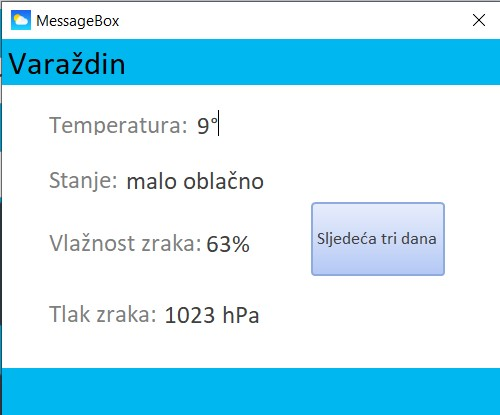 MessageBox
Varaždin
Temperatura: 9°
Stanje: malo oblačno
Vlažnost zraka: 63%
Sljedeća tri dana
Tlak zraka: 1023 hPa